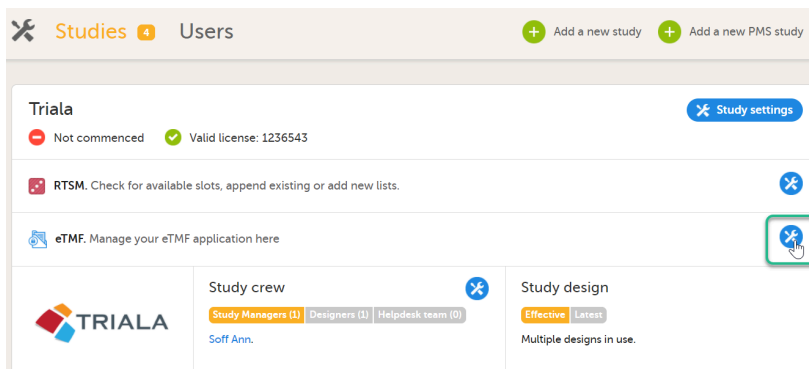 Studies 4 Users Add a new study Add a new PMS study
Triala Study settings
Not commenced Valid license: 1236543
RTSM. Check for available slots, append existing or add new lists.
eTMF. Manage your eTMF application here
TRIALA
Study crew
Study Managers (1) Designers (1) Helpdesk team (0)
Soff Ann.
Study design
Effective Latest
Multiple designs in use.